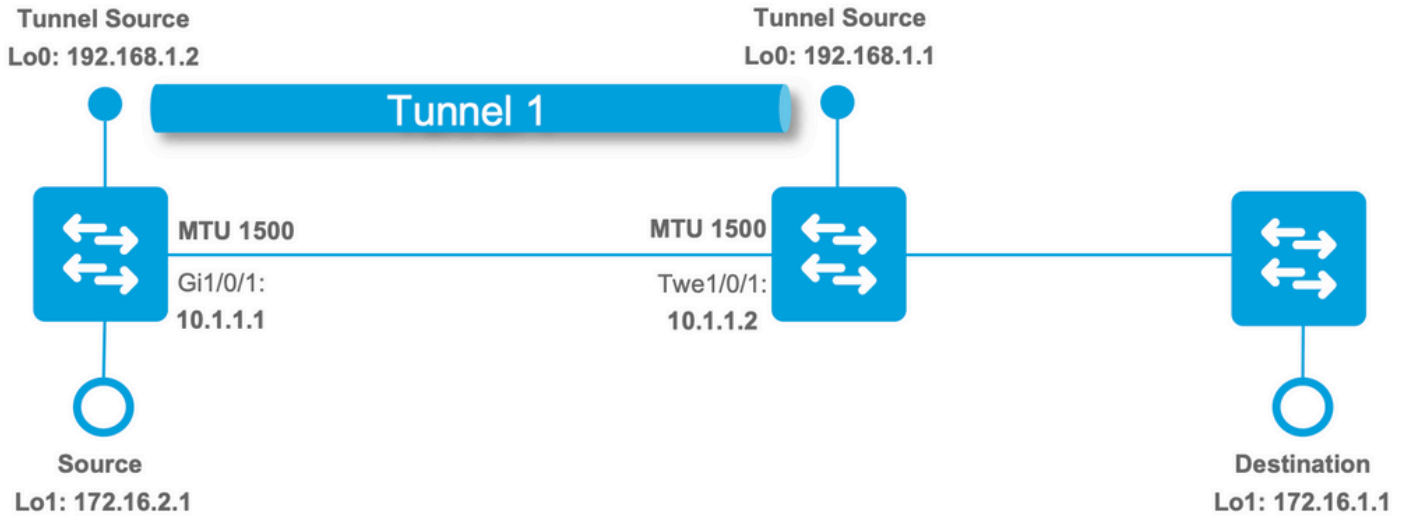 Tunnel Source
Lo0: 192.168.1.2
Tunnel Source
Lo0: 192.168.1.1
Tunnel 1
MTU 1500
Gi1/0/1:
10.1.1.1
MTU 1500
Twe1/0/1:
10.1.1.2
Source
Lo1: 172.16.2.1
Destination
Lo1: 172.16.1.1